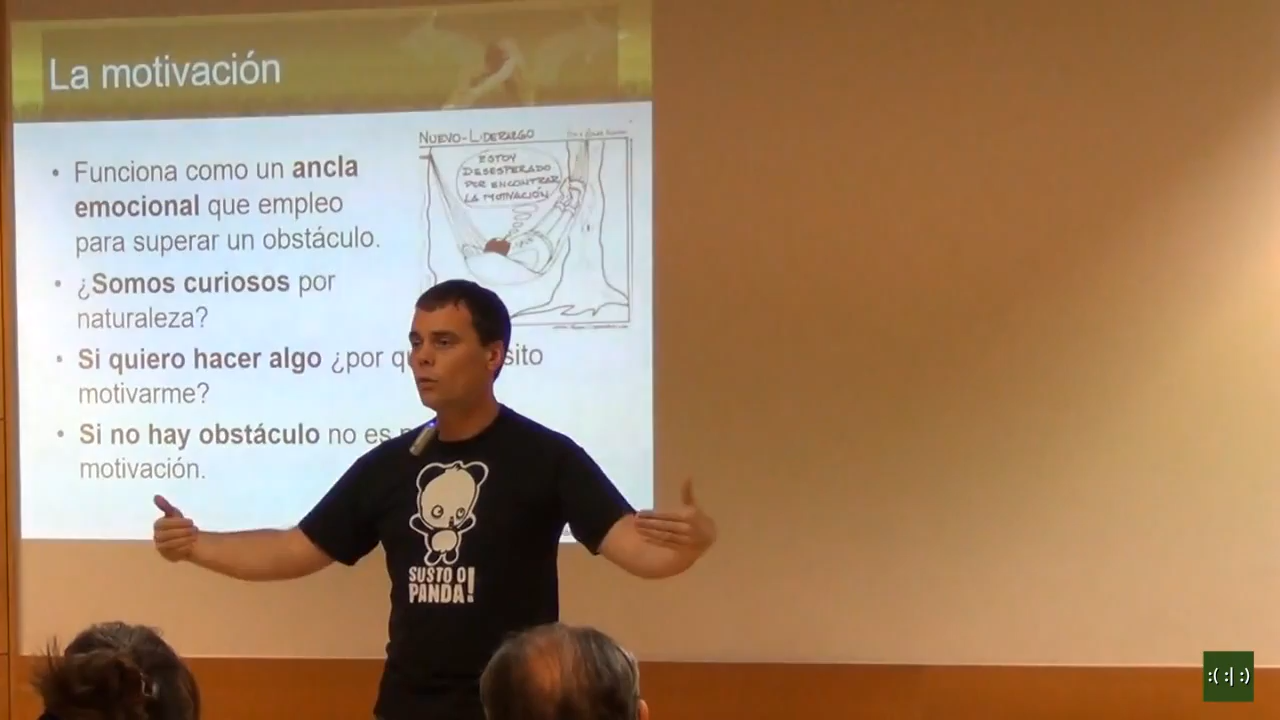 La motivación
NUEVO-LIDERAZGO
ESTOY
DESESPERADO
POR ENCONTRAR
LA MOTIVACIÓN
• Funciona como un ancla
emocional que empleo
para superar un obstáculo.
• ¿Somos curiosos por
naturaleza?
• Si quiero hacer algo ¿por qu sito
motivarme?
• Si no hay obstáculo no es
motivación.
SUSTO O
PANDA!
:( :| :)